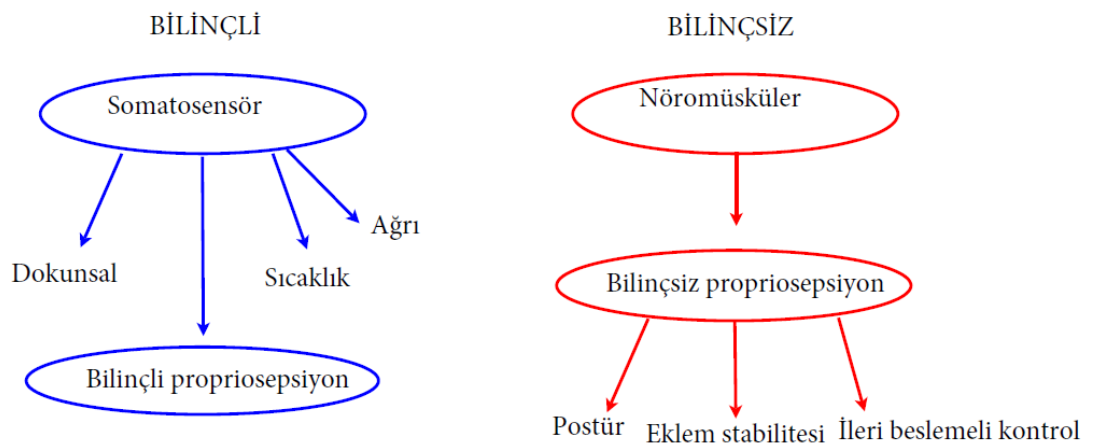 BİLİNÇLİ
Somatosensör
Dokunsal
Sıcaklık
Ağrı
Bilinçli propriosepsiyon
BİLİNÇSİZ
Nöromüsküler
Bilinçsiz propriosepsiyon
Postür
Eklem stabilitesi
İleri beslemeli kontrol